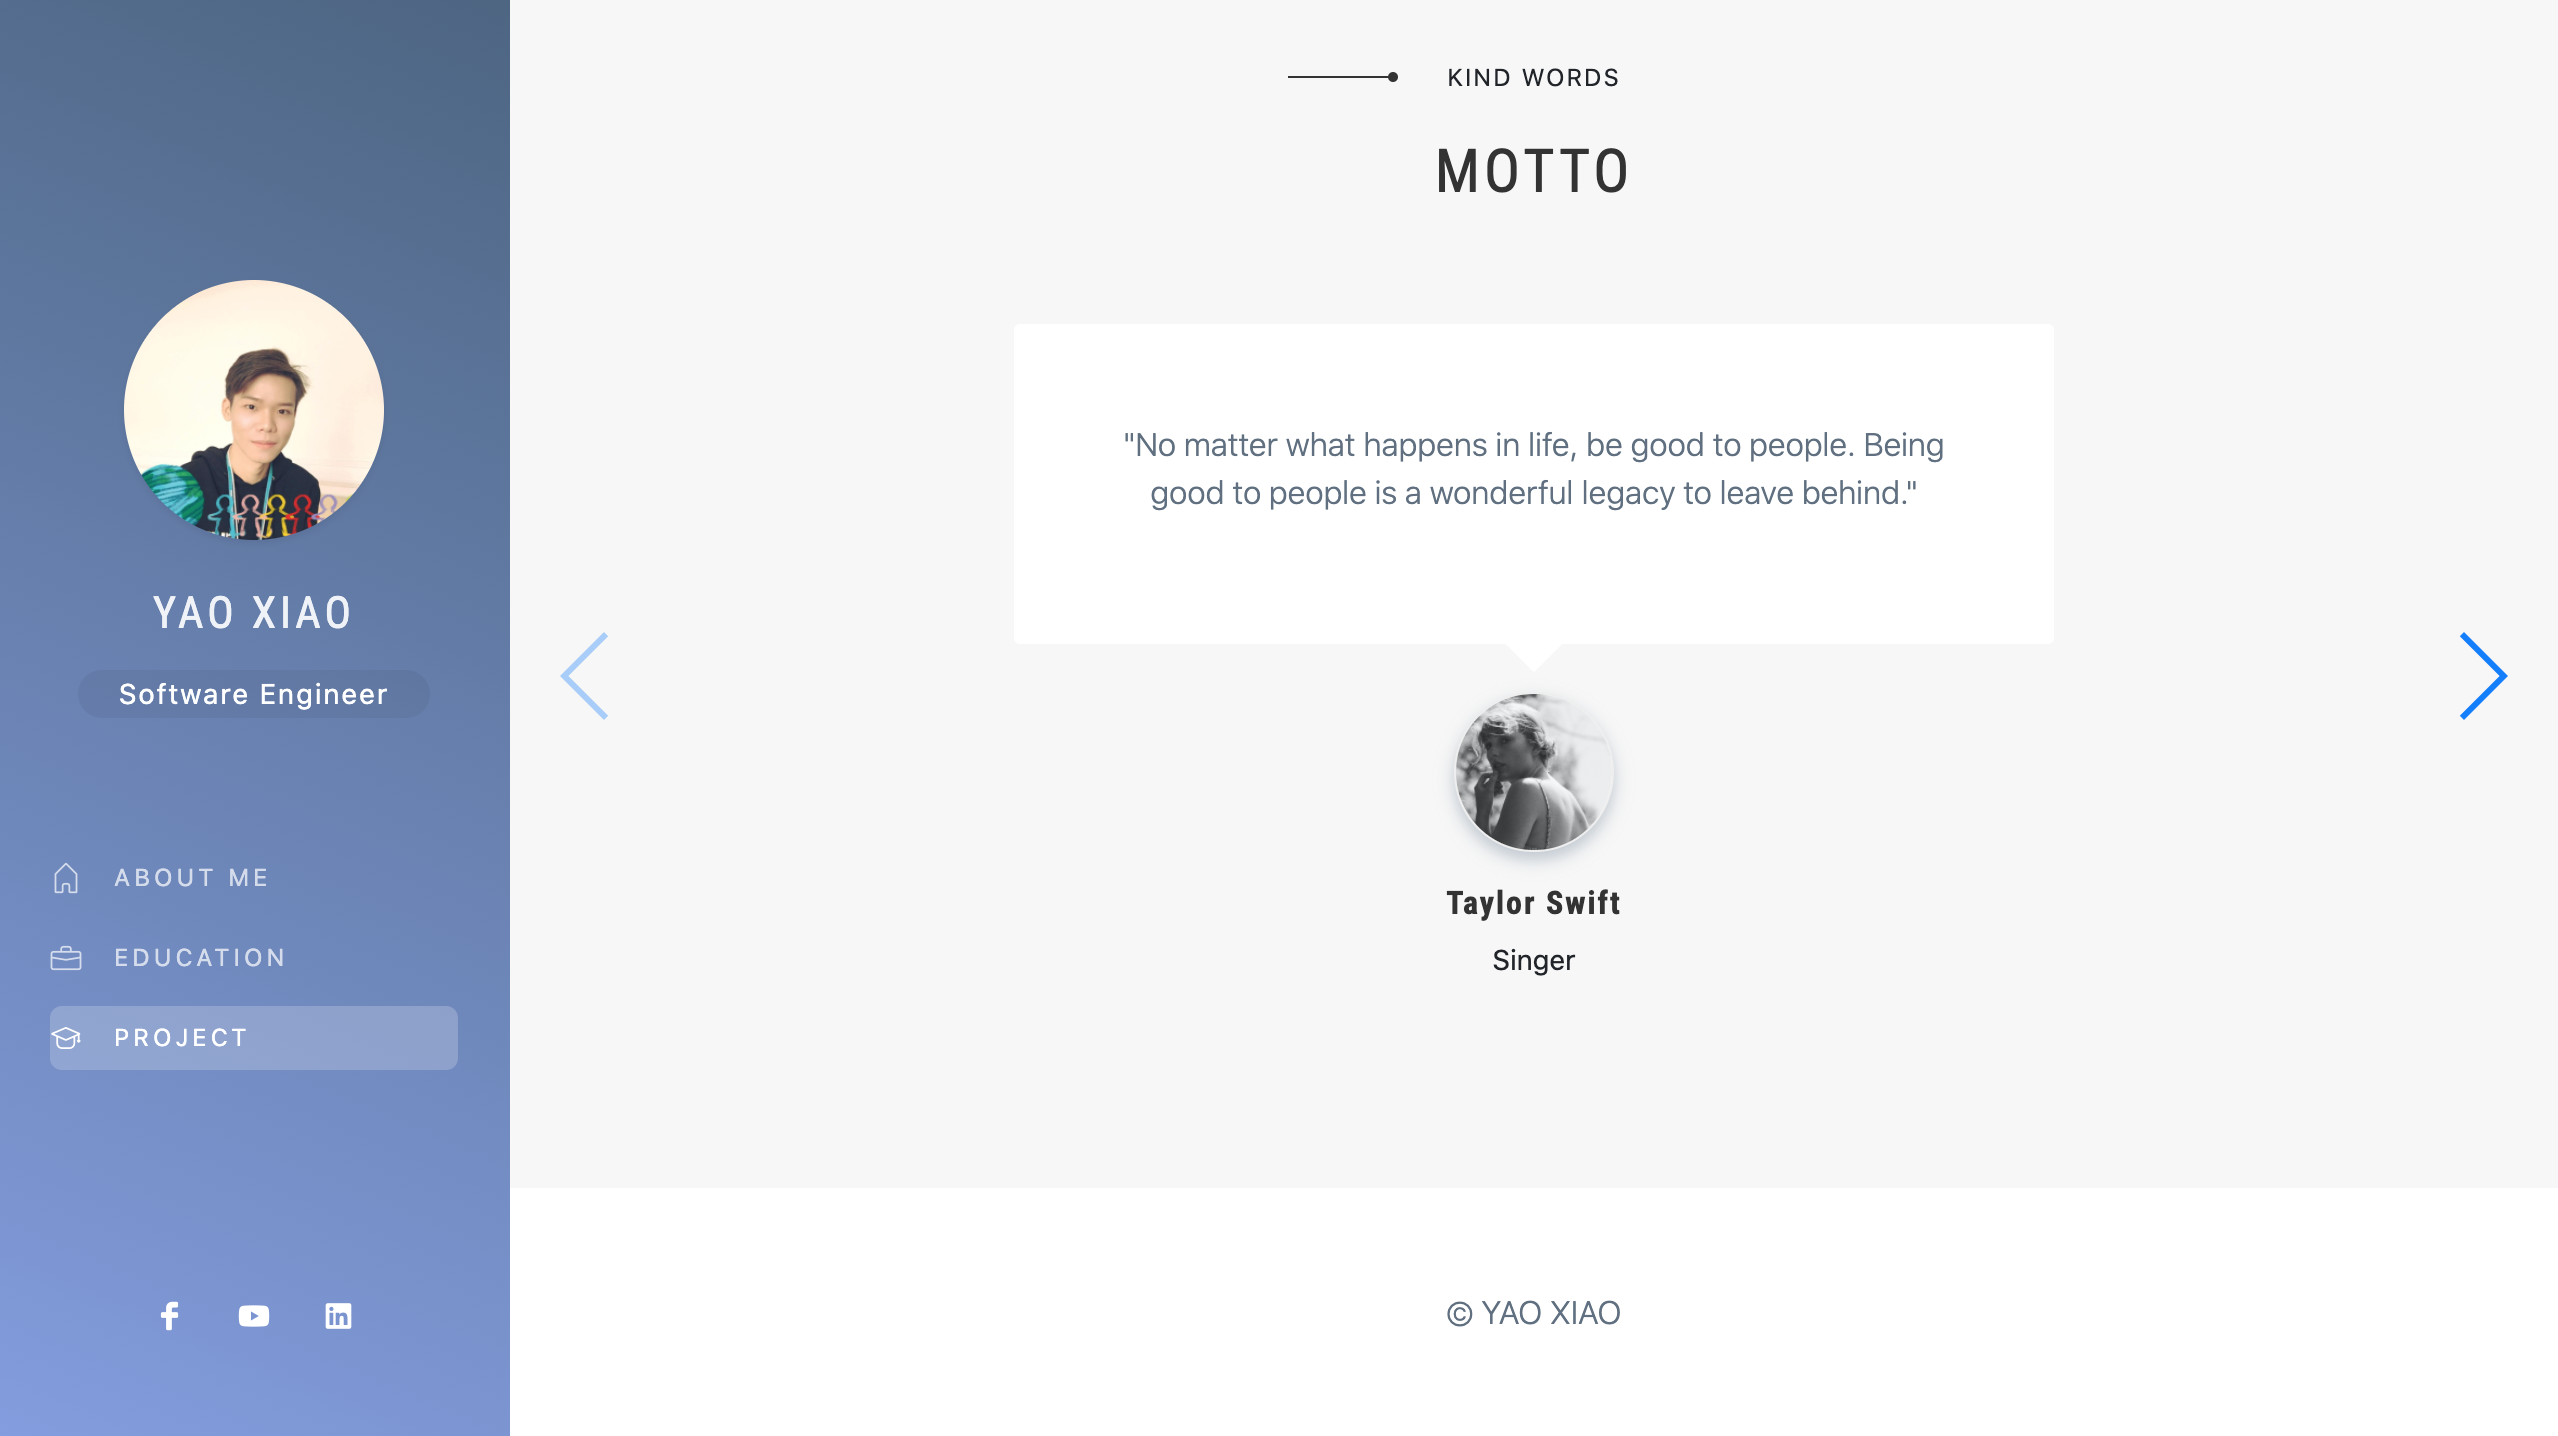 YAO XIAO
Software Engineer
ABOUT ME
EDUCATION
PROJECT
KIND WORDS
MOTTO
"No matter what happens in life, be good to people. Being
good to people is a wonderful legacy to leave behind."
Taylor Swift
Singer
© YAO XIAO